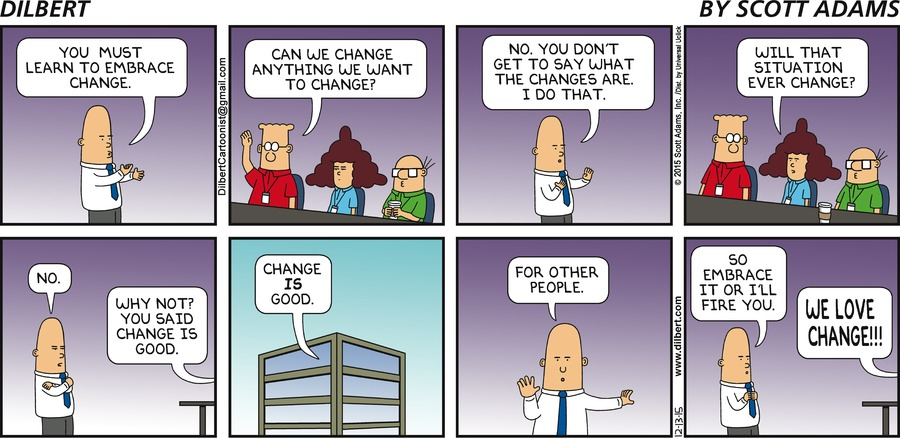 DILBERT
BY SCOTT ADAMS
YOU MUST
LEARN TO EMBRACE
CHANGE.
DilbertCartoonist@gmail.com
CAN WE CHANGE
ANYTHING WE WANT
TO CHANGE?
NO. YOU DON'T
GET TO SAY WHAT
THE CHANGES ARE.
I DO THAT.
© 2015 Scott Adams, Inc. /Dist. by Universal Uclick
WILL THAT
SITUATION
EVER CHANGE?
NO.
WHY NOT?
YOU SAID
CHANGE IS
GOOD.
CHANGE
IS
GOOD.
FOR OTHER
PEOPLE.
12-13-15
www.dilbert.com
SO
EMBRACE
IT OR I'LL
FIRE YOU.
WE LOVE
CHANGE!!!